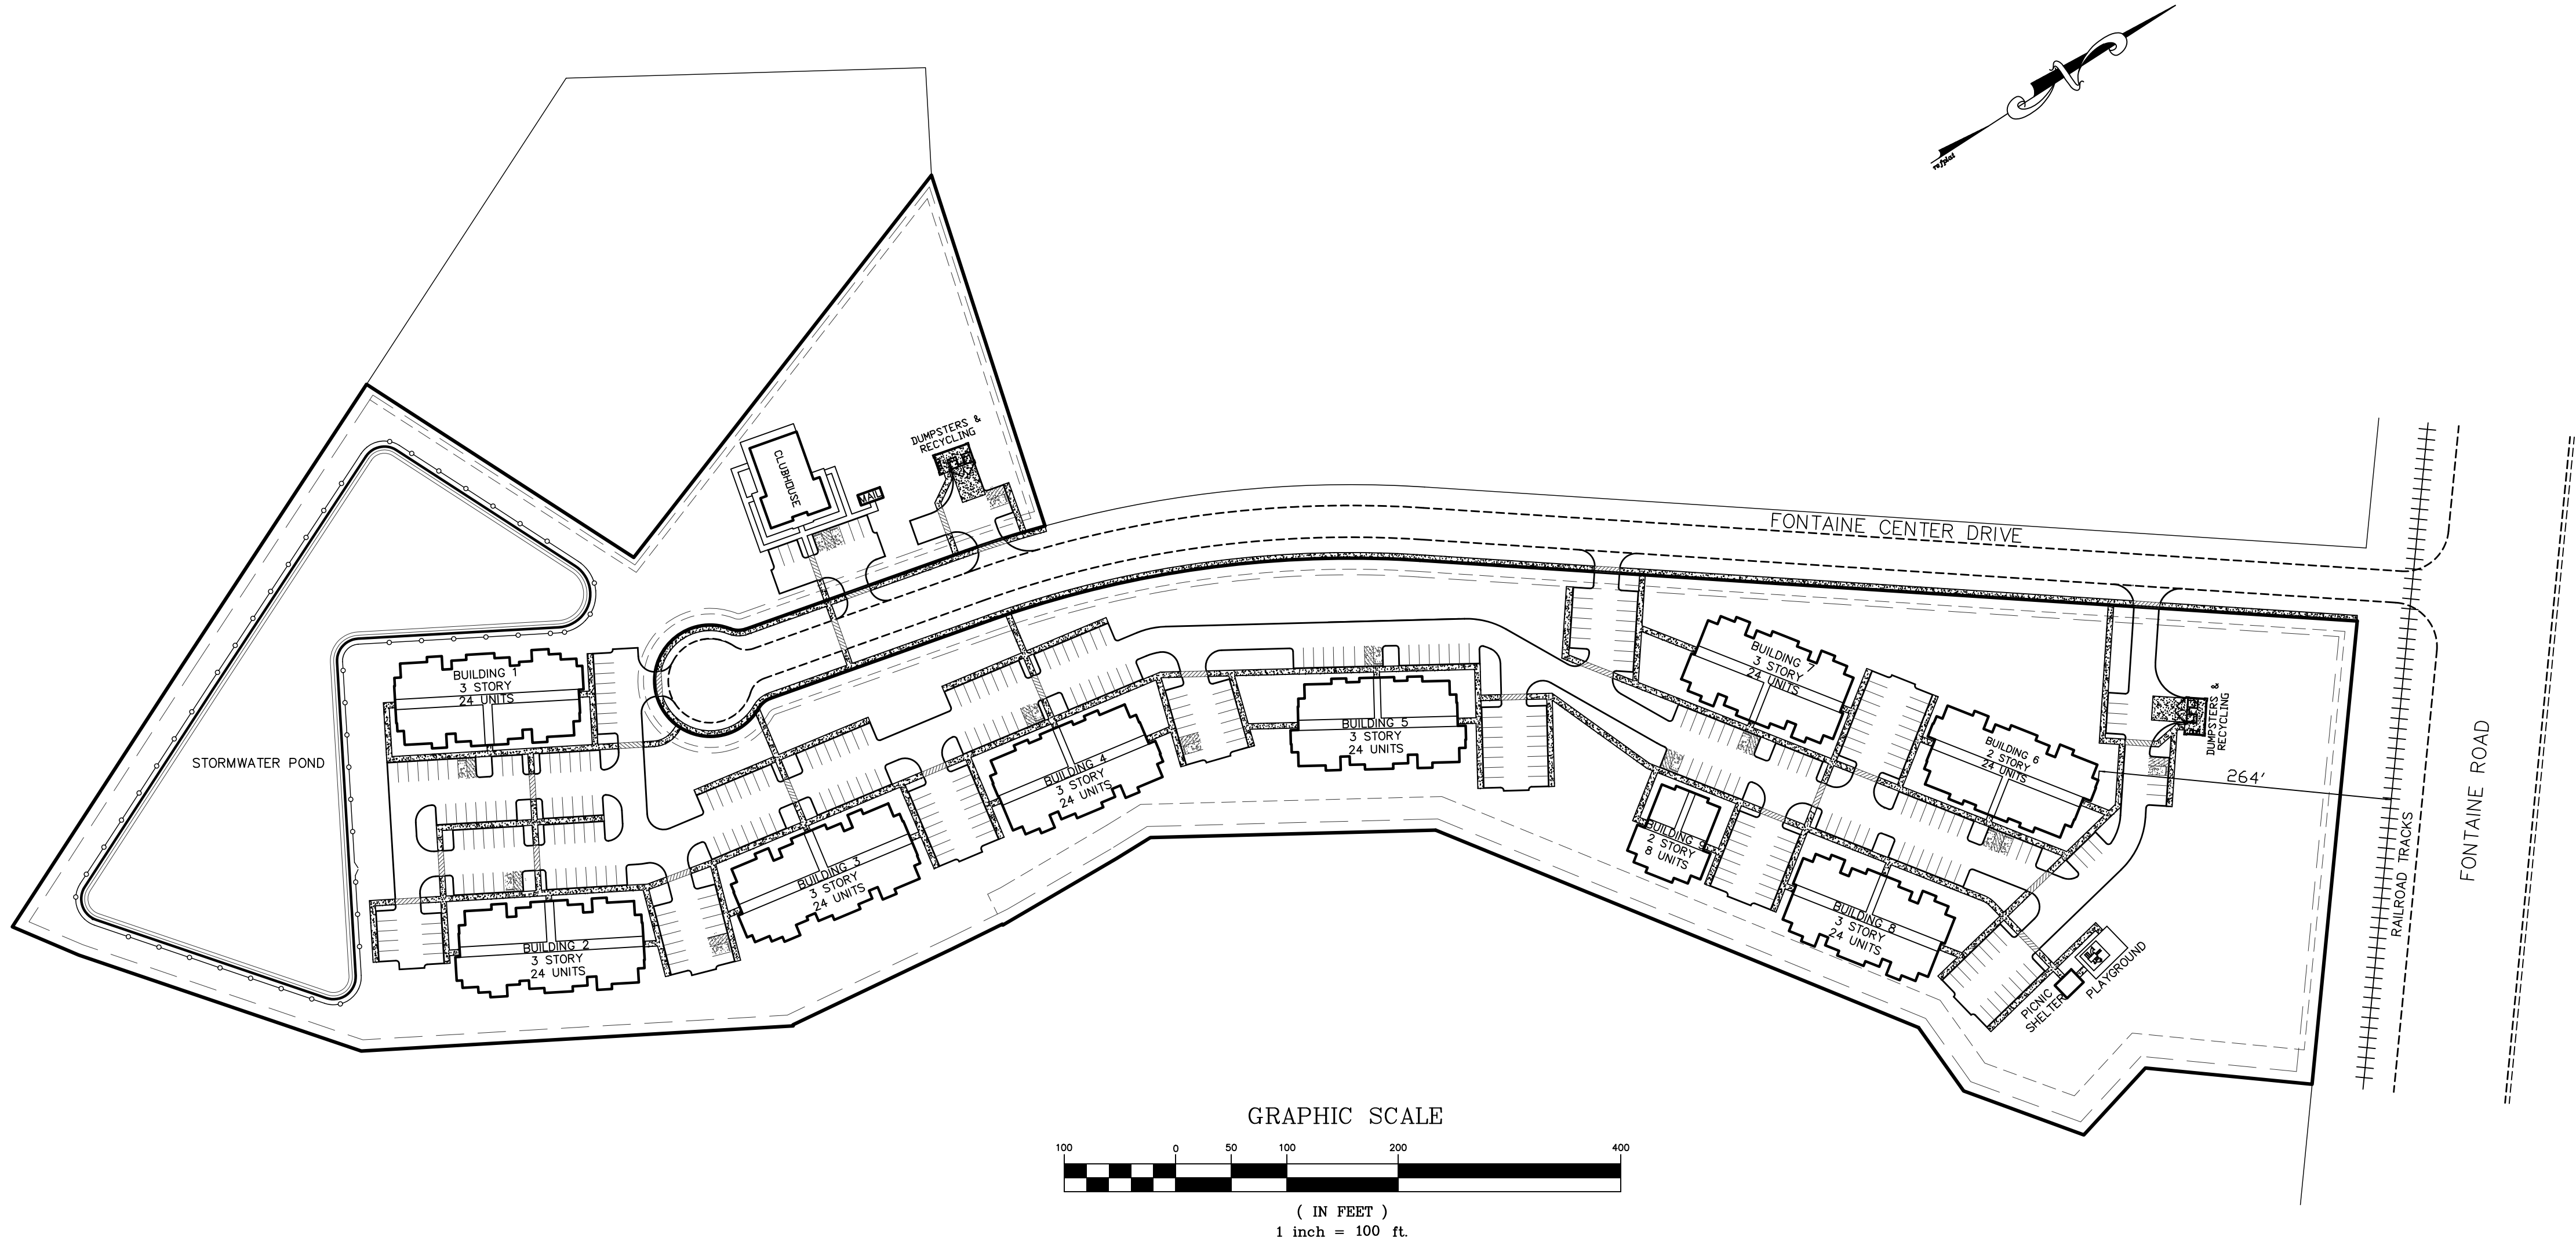 N
ve/plat
CLUBHOUSE
MAIL
DUMPSTERS &
RECYCLING
FONTAINE CENTER DRIVE
STORMWATER POND
BUILDING 1
3 STORY
24 UNITS
BUILDING 2
3 STORY
24 UNITS
BUILDING 3
3 STORY
24 UNITS
BUILDING 4
3 STORY
24 UNITS
BUILDING 5
3 STORY
24 UNITS
BUILDING 7
3 STORY
24 UNITS
BUILDING 6
2 STORY
24 UNITS
BUILDING 9
2 STORY
8 UNITS
BUILDING 8
3 STORY
24 UNITS
DUMPSTERS &
RECYCLING
264'
PICNIC
SHELTER
PLAYGROUND
RAILROAD TRACKS
FONTAINE ROAD
GRAPHIC SCALE
100 0 50 100 200 400
( IN FEET )
1 inch = 100 ft.